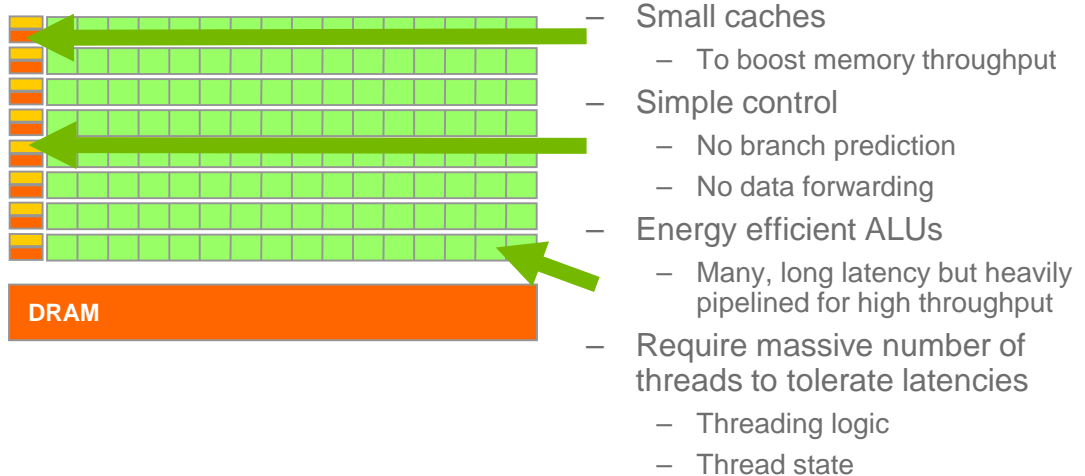 – Small caches
– To boost memory throughput
– Simple control
– No branch prediction
– No data forwarding
– Energy efficient ALUs
– Many, long latency but heavily
pipelined for high throughput
– Require massive number of
threads to tolerate latencies
– Threading logic
– Thread state
DRAM